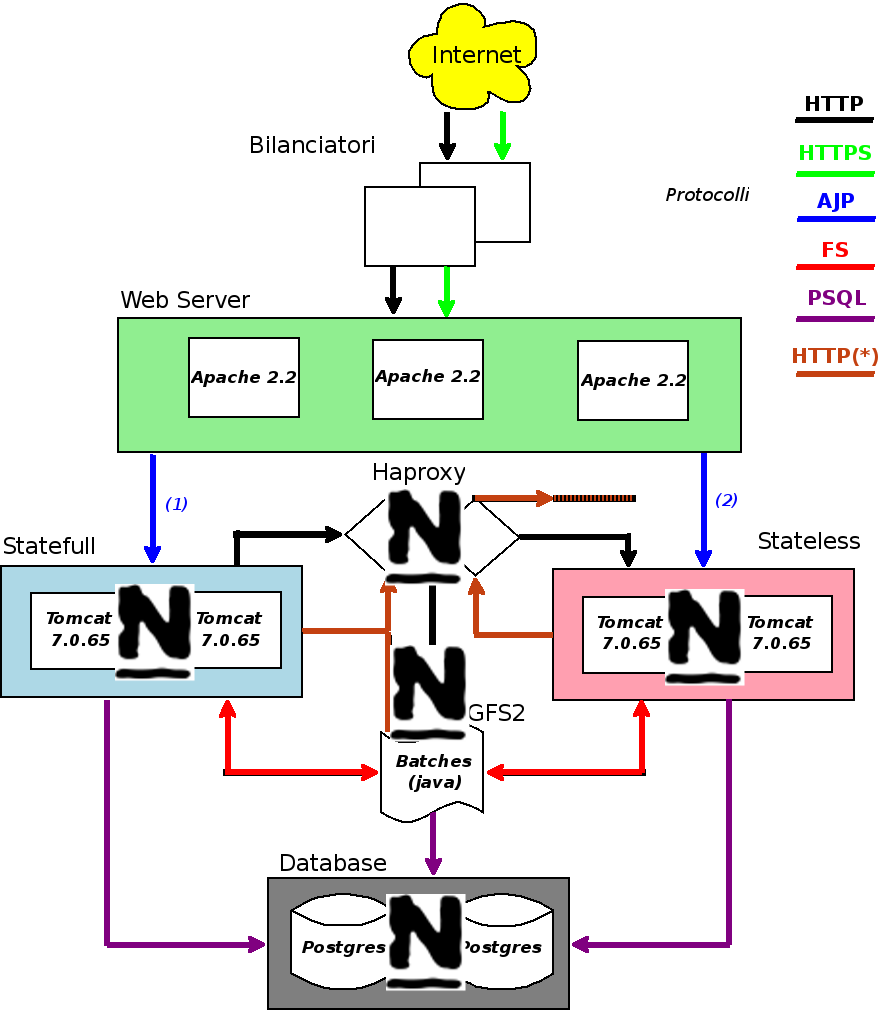 Internet
Bilanciatori
HTTP
HTTPS
Protocolli
AJP
FS
PSQL
HTTP(*)
Web Server
Apache 2.2
Apache 2.2
Apache 2.2
Haproxy
(1)
(2)
N
Statefull
Stateless
Tomcat
7.0.65
N
Tomcat
7.0.65
Tomcat
7.0.65
N
Tomcat
7.0.65
N
GFS2
Batches
(java)
Database
Postgres
N
Postgres